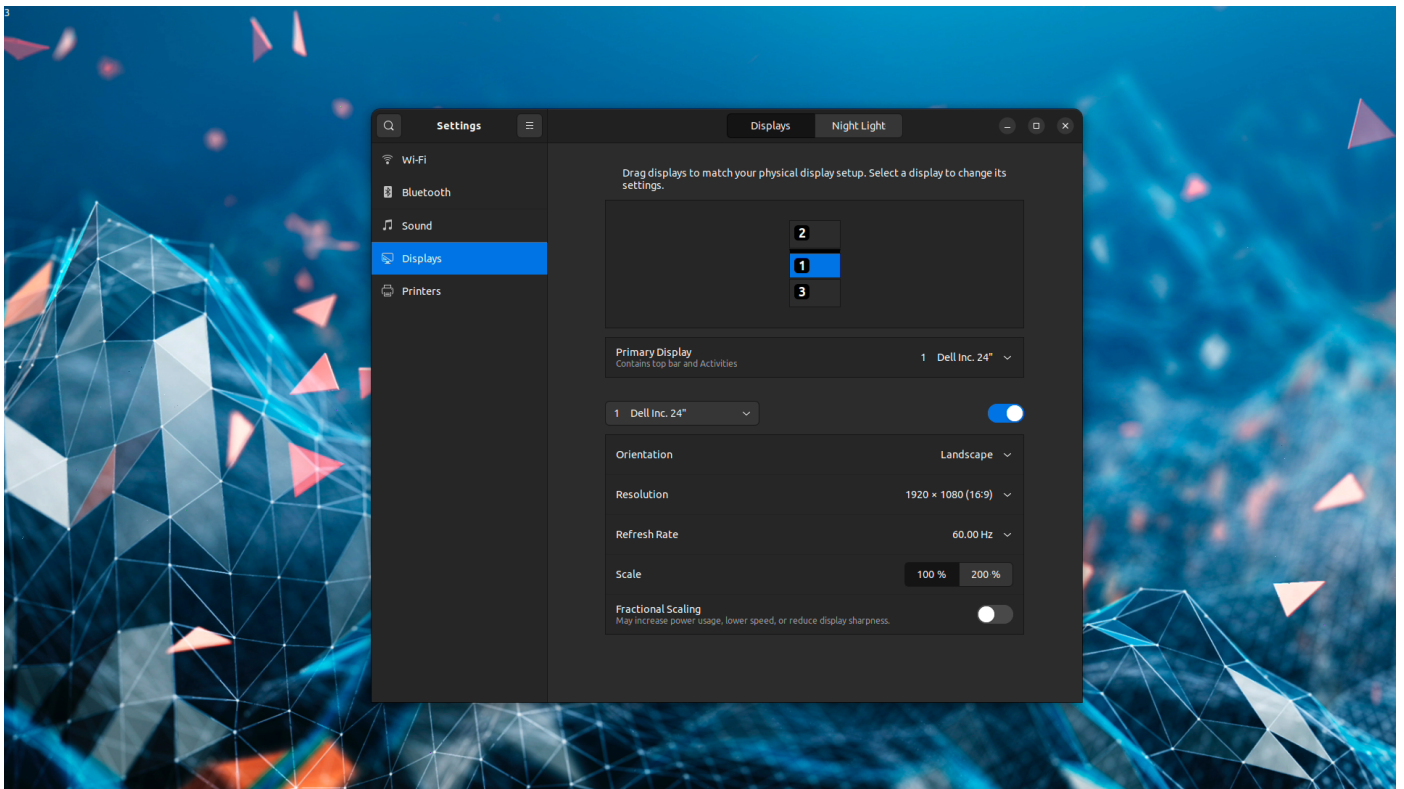 3
Settings
Displays
Night Light
Wi-Fi
Bluetooth
Sound
Displays
Printers
Drag displays to match your physical display setup. Select a display to change its
settings.
2
1
3
Primary Display
Contains top bar and Activities
1 Dell Inc. 24"
1 Dell Inc. 24"
Orientation
Landscape
Resolution
1920 × 1080 (16:9)
Refresh Rate
60.00 Hz
Scale
100 %
200 %
Fractional Scaling
May increase power usage, lower speed, or reduce display sharpness.